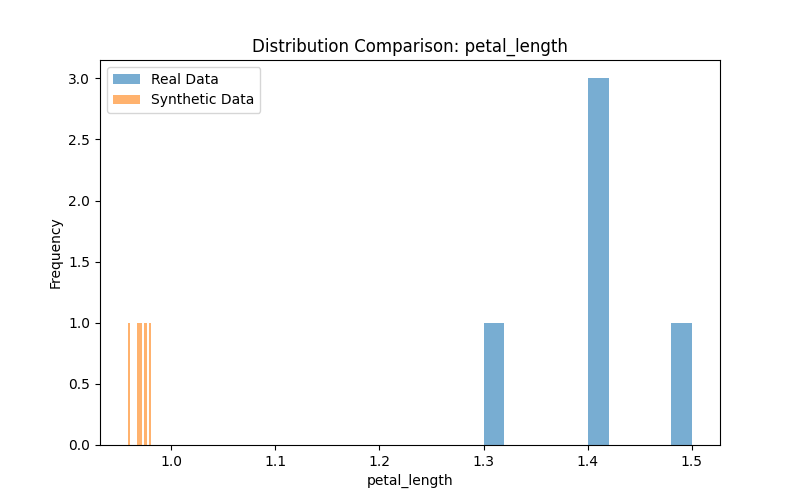 Distribution Comparison: petal_length
Real Data
Synthetic Data
3.0
2.5
2.0
1.5
1.0
0.5
0.0
Frequency
1.0 1.1 1.2 1.3 1.4 1.5
petal_length